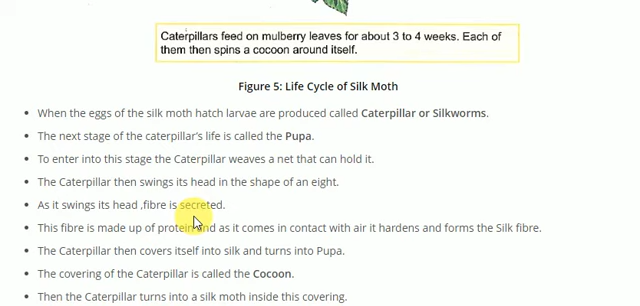 Caterpillars feed on mulberry leaves for about 3 to 4 weeks. Each of
them then spins a cocoon around itself.
Figure 5: Life Cycle of Silk Moth
• When the eggs of the silk moth hatch larvae are produced called Caterpillar or Silkworms.
• The next stage of the caterpillar's life is called the Pupa.
• To enter into this stage the Caterpillar weaves a net that can hold it.
• The Caterpillar then swings its head in the shape of an eight.
• As it swings its head ,fibre is secreted.
• This fibre is made up of protein and as it comes in contact with air it hardens and forms the Silk fibre.
• The Caterpillar then covers itself into silk and turns into Pupa.
• The covering of the Caterpillar is called the Cocoon.
• Then the Caterpillar turns into a silk moth inside this covering.